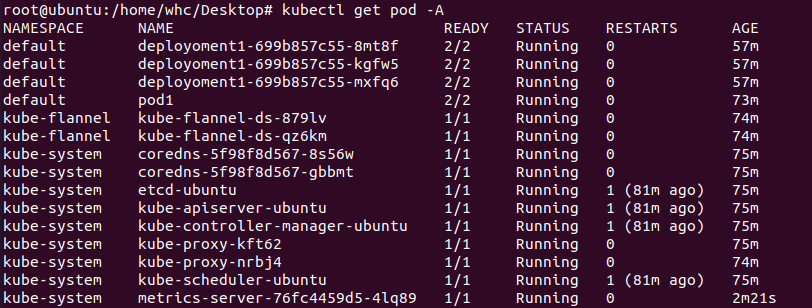 root@ubuntu:/home/whc/Desktop# kubectl get pod -A
NAMESPACE NAME READY STATUS RESTARTS AGE
default deployoment1-699b857c55-8mt8f 2/2 Running 0 57m
default deployoment1-699b857c55-kgfw5 2/2 Running 0 57m
default deployoment1-699b857c55-mxfq6 2/2 Running 0 57m
default pod1 2/2 Running 0 73m
kube-flannel kube-flannel-ds-879lv 1/1 Running 0 74m
kube-flannel kube-flannel-ds-qz6km 1/1 Running 0 74m
kube-system coredns-5f98f8d567-8s56w 1/1 Running 0 75m
kube-system coredns-5f98f8d567-gbbmt 1/1 Running 0 75m
kube-system etcd-ubuntu 1/1 Running 1 (81m ago) 75m
kube-system kube-apiserver-ubuntu 1/1 Running 1 (81m ago) 75m
kube-system kube-controller-manager-ubuntu 1/1 Running 1 (81m ago) 75m
kube-system kube-proxy-kft62 1/1 Running 0 75m
kube-system kube-proxy-nrbj4 1/1 Running 0 74m
kube-system kube-scheduler-ubuntu 1/1 Running 1 (81m ago) 75m
kube-system metrics-server-76fc4459d5-4lq89 1/1 Running 0 2m21s